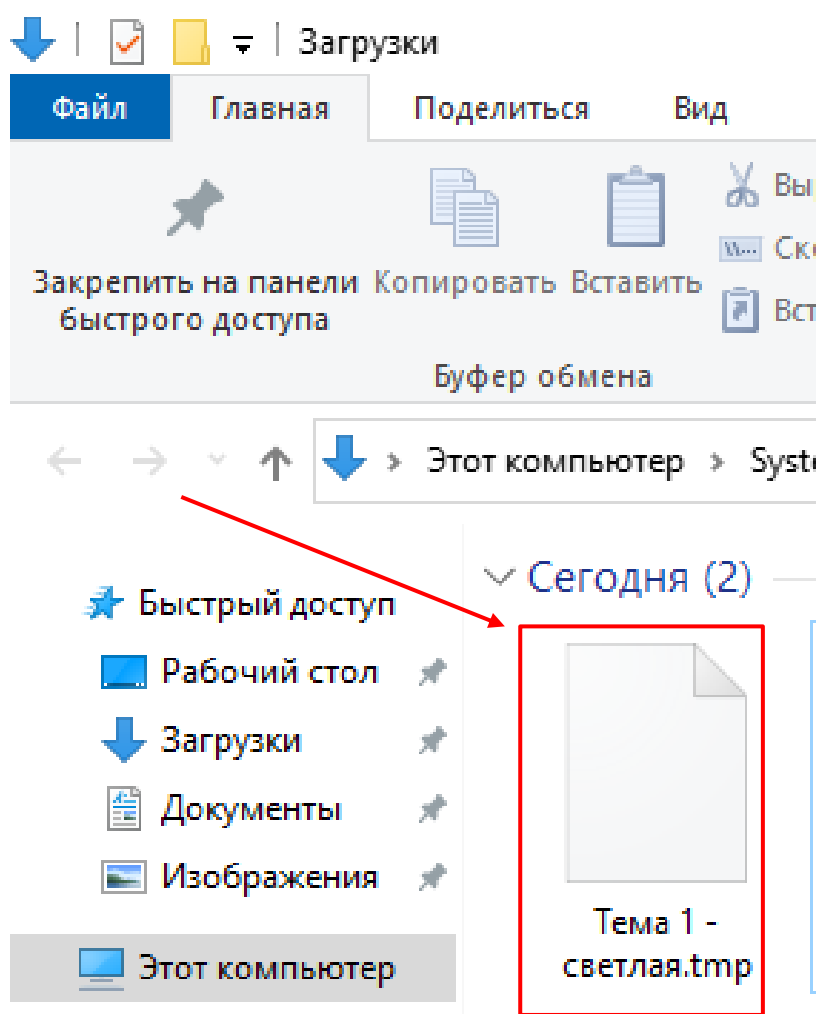 Загрузки
Файл Главная Поделиться Вид
Закрепить на панели быстрого доступа
Копировать
Вставить
Буфер обмена
Этот компьютер
Быстрый доступ
Рабочий стол
Загрузки
Документы
Изображения
Этот компьютер
Сегодня (2)
Тема 1 -
светлая.tmp